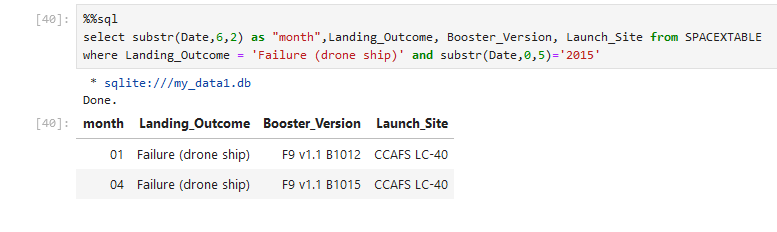 [40]: %%sql
select substr(Date,6,2) as "month",Landing_Outcome, Booster_Version, Launch_Site from SPACEXTABLE
where Landing_Outcome = 'Failure (drone ship)' and substr(Date,0,5)='2015'
* sqlite:///my_data1.db
Done.
[40]: month Landing_Outcome Booster_Version Launch_Site
01 Failure (drone ship) F9 v1.1 B1012 CCAFS LC-40
04 Failure (drone ship) F9 v1.1 B1015 CCAFS LC-40